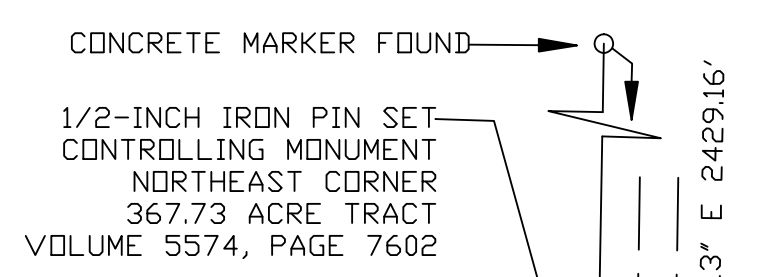 CONCRETE MARKER FOUND
1/2-INCH IRON PIN SET
CONTROLLING MONUMENT
NORTHEAST CORNER
367.73 ACRE TRACT
VOLUME 5574, PAGE 7602
3" E 2429.16'